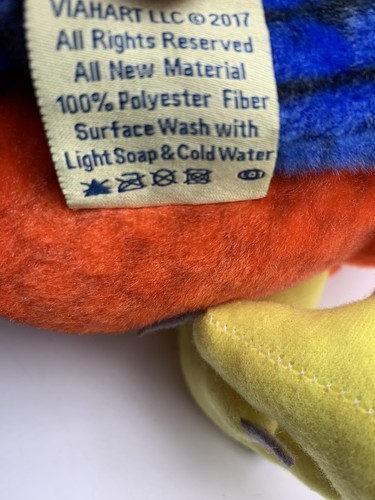 VIAHART LLC © 2017
All Rights Reserved
All New Material
100% Polyester Fiber
Surface Wash with
Light Soap & Cold Water